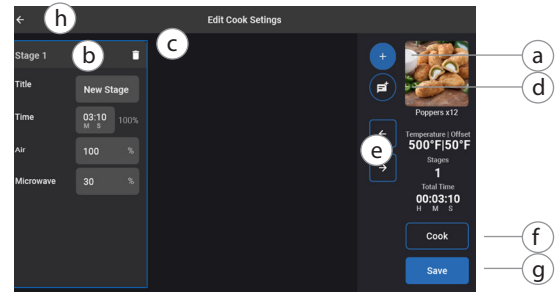 h
Edit Cook Setings
Stage 1
b
c
a
d
Title
New Stage
Poppers x12
Time
03:10
M S
100%
e
Temperature | Offset
500°F|50°F
Air
100 %
Stages
1
Microwave
30 %
Total Time
00:03:10
H M S
Cook
f
Save
g